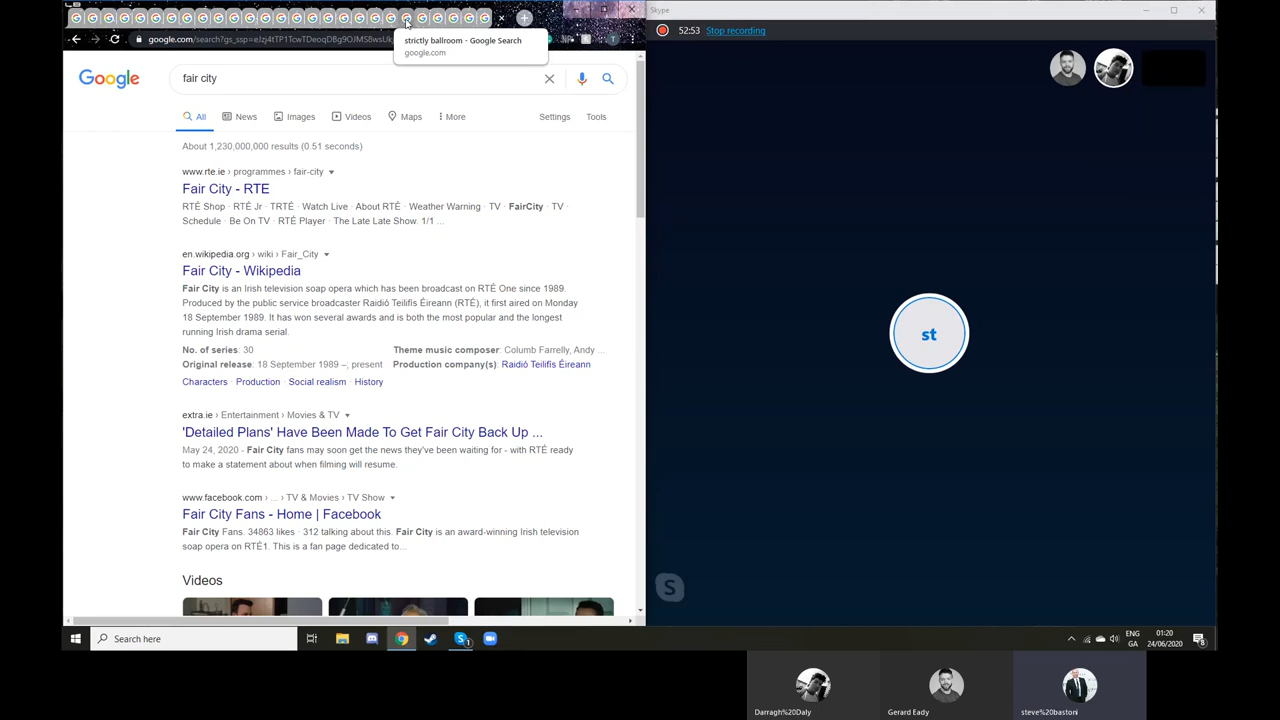 Skype
google.com/search?gs_ssp=eJzj4tTP1TcwTDeoqDBg9OJMS8wsUk
strictly ballroom - Google Search
google.com
52:53 Stop recording
Google
fair city
All News Images Videos Maps More Settings Tools
About 1,230,000,000 results (0.51 seconds)
www.rte.ie › programmes › fair-city
Fair City - RTE
RTÉ Shop · RTÉ Jr · TRTÉ · Watch Live · About RTÉ · Weather Warning · TV · FairCity · TV ·
Schedule · Be On TV · RTÉ Player · The Late Late Show. 1/1 ...
en.wikipedia.org › wiki › Fair_City
Fair City - Wikipedia
Fair City is an Irish television soap opera which has been broadcast on RTÉ One since 1989.
Produced by the public service broadcaster Raidió Teilifís Éireann (RTÉ), it first aired on Monday
18 September 1989. It has won several awards and is both the most popular and the longest
running Irish drama serial.
No. of series: 30 Theme music composer: Columb Farrelly, Andy ...
Original release: 18 September 1989 –, present Production company(s): Raidió Teilifís Éireann
Characters · Production · Social realism · History
extra.ie › Entertainment › Movies & TV
'Detailed Plans' Have Been Made To Get Fair City Back Up ...
May 24, 2020 - Fair City fans may soon get the news they've been waiting for - with RTÉ ready
to make a statement about when filming will resume.
www.facebook.com › ... › TV & Movies › TV Show
Fair City Fans - Home | Facebook
Fair City Fans. 34863 likes · 312 talking about this. Fair City is an award-winning Irish television
soap opera on RTÉ1. This is a fan page dedicated to...
Videos
st
Search here
ENG
GA
01:20
24/06/2020
8
Darragh%20Daly
Gerard Eady
steve%20bastoni